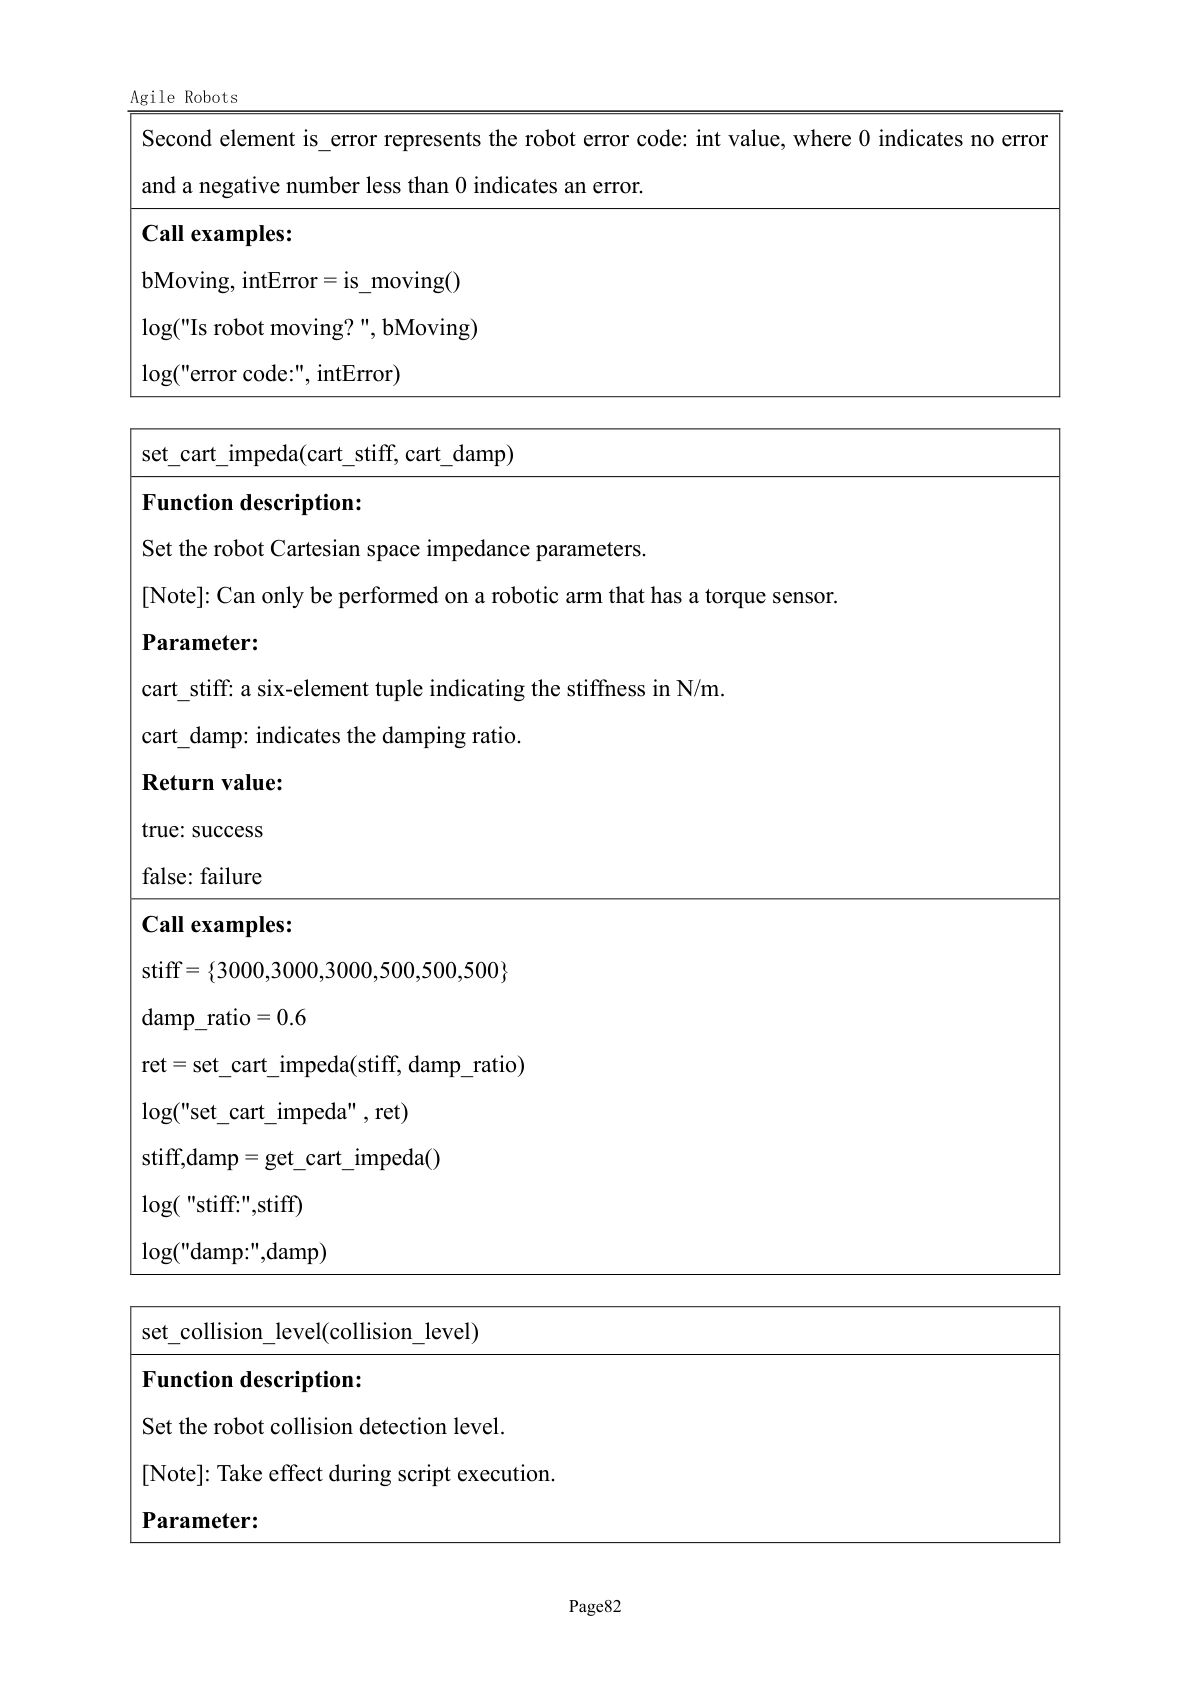 Agile Robots
Second element is_error represents the robot error code: int value, where 0 indicates no error
and a negative number less than 0 indicates an error.
Call examples:
bMoving, intError = is_moving()
log("Is robot moving? ", bMoving)
log("error code:", intError)
set_cart_impeda(cart_stiff, cart_damp)
Function description:
Set the robot Cartesian space impedance parameters.
[Note]: Can only be performed on a robotic arm that has a torque sensor.
Parameter:
cart_stiff: a six-element tuple indicating the stiffness in N/m.
cart_damp: indicates the damping ratio.
Return value:
true: success
false: failure
Call examples:
stiff = {3000,3000,3000,500,500,500}
damp_ratio = 0.6
ret = set_cart_impeda(stiff, damp_ratio)
log("set_cart_impeda" , ret)
stiff,damp = get_cart_impeda()
log( "stiff:",stiff)
log("damp:",damp)
set_collision_level(collision_level)
Function description:
Set the robot collision detection level.
[Note]: Take effect during script execution.
Parameter:
Page82